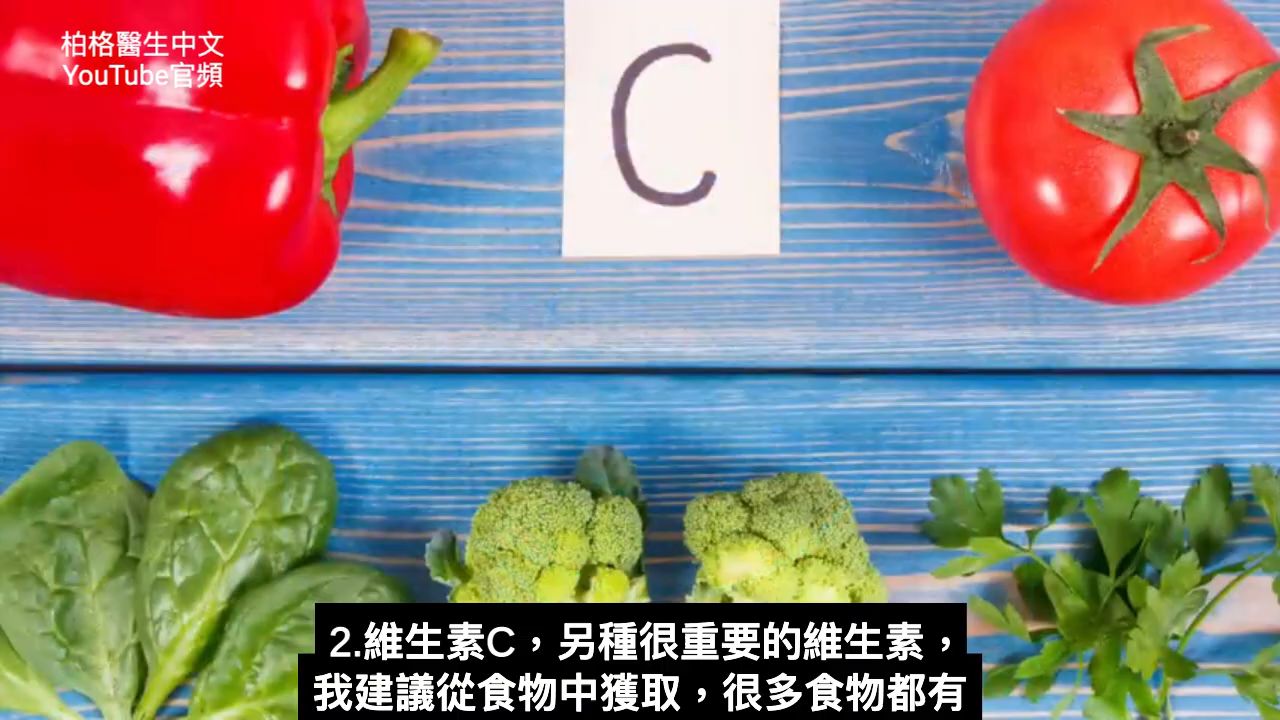 柏格醫生中文
YouTube官頻
C
2.維生素C，另種很重要的維生素，
我建議從食物中獲取，很多食物都有